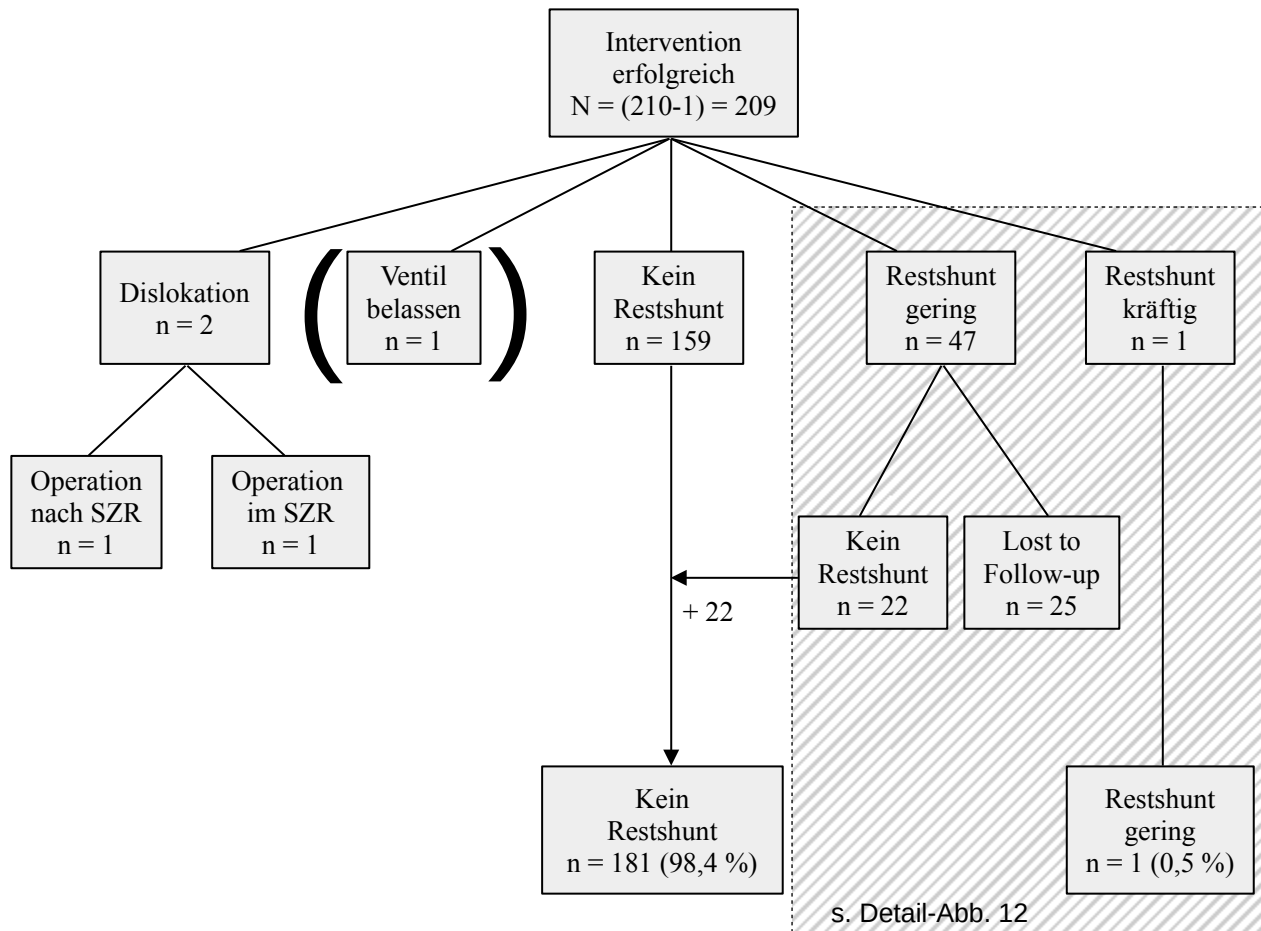 Intervention
erfolgreich
N = (210-1) = 209
Dislokation
n = 2
(
Ventil
belassen
n = 1
)
Kein
Restshunt
n = 159
Restshunt
gering
n = 47
Restshunt
kräftig
n = 1
Operation
nach SZR
n = 1
Operation
im SZR
n = 1
Kein
Restshunt
n = 22
Lost to
Follow-up
n = 25
+ 22
Kein
Restshunt
n = 181 (98,4 %)
Restshunt
gering
n = 1 (0,5 %)
s. Detail-Abb. 12